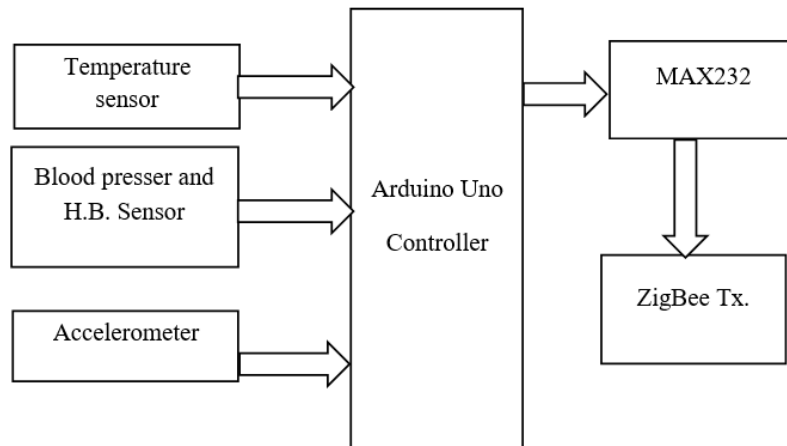 Temperature
sensor
Blood presser and
H.B. Sensor
Accelerometer
Arduino Uno
Controller
MAX232
ZigBee Tx.